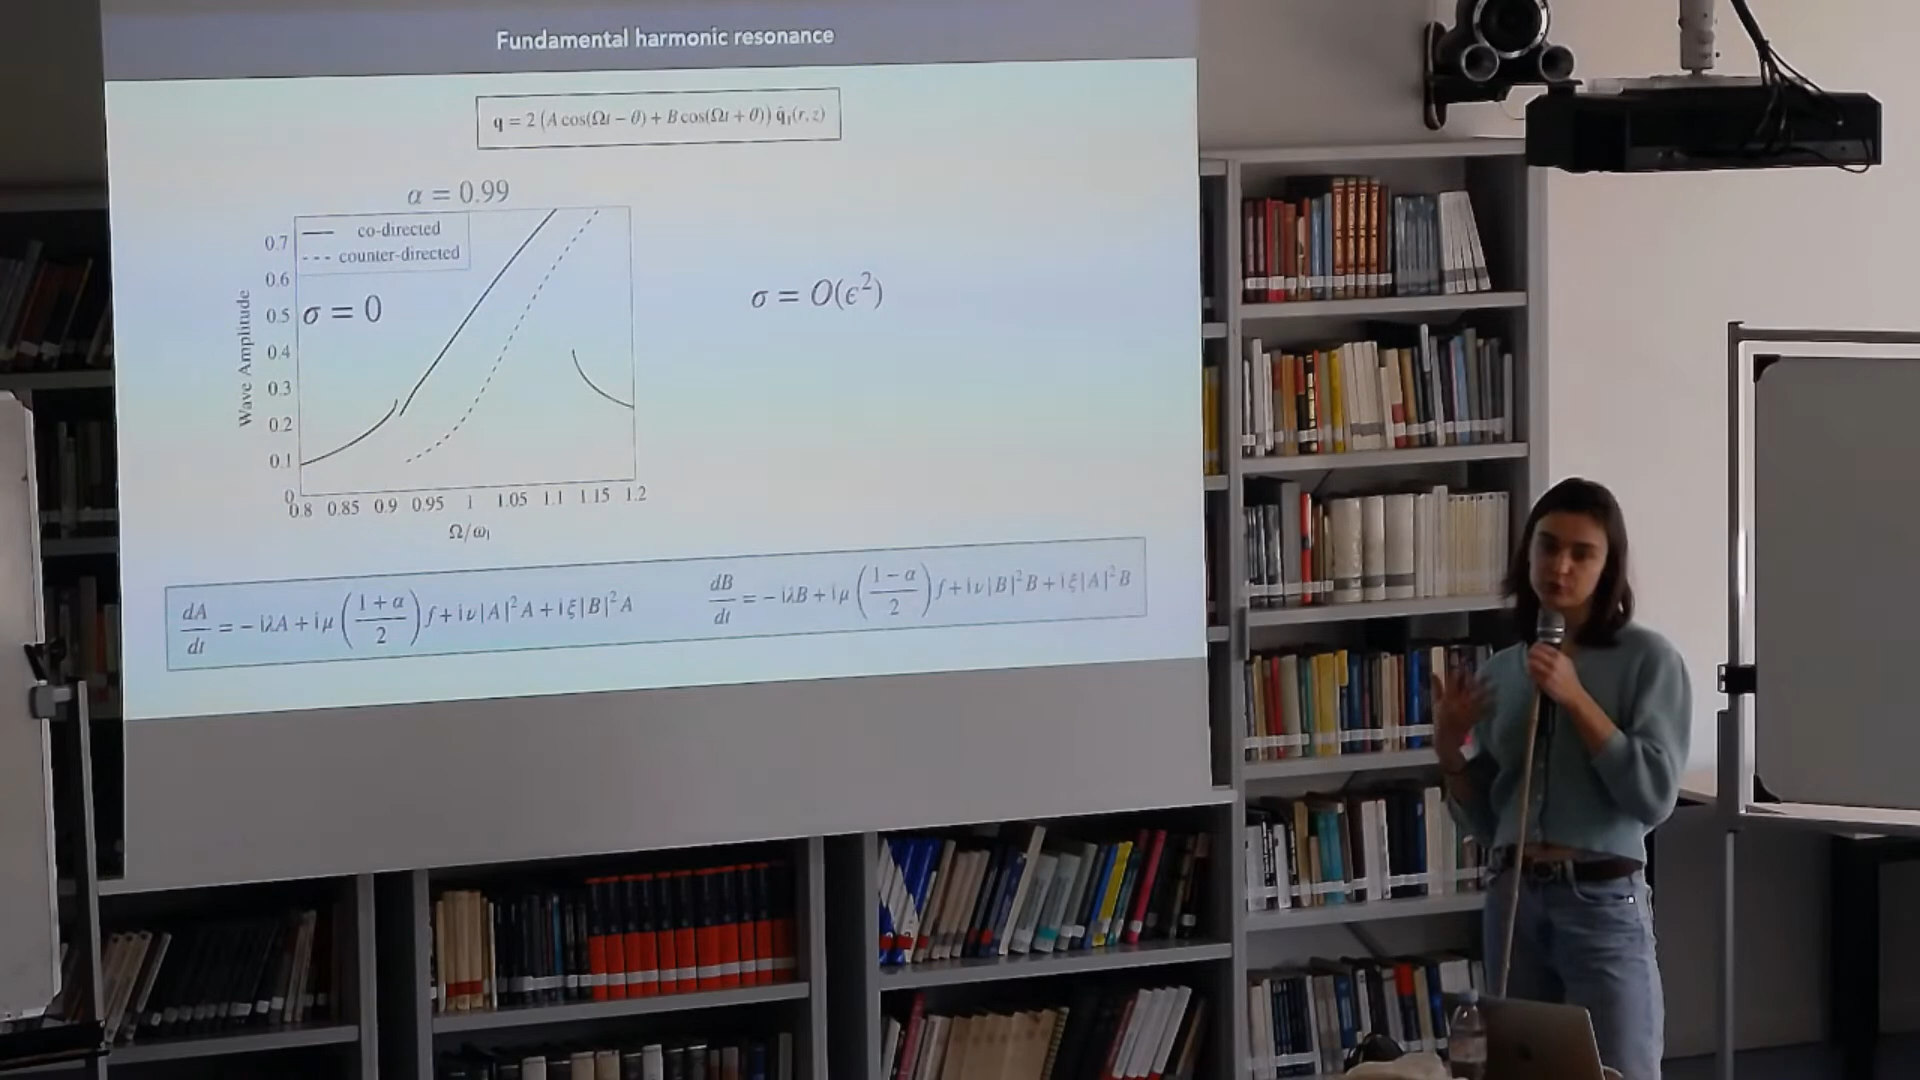 Fundamental harmonic resonance
q = 2 (A cos(Ωt − θ) + B cos(Ωt + θ)) q̂₁(r, z)
α = 0.99
co-directed
counter-directed
σ = 0
σ = O(ϵ²)
Wave Amplitude
0.7
0.6
0.5
0.4
0.3
0.2
0.1
0
0.8 0.85 0.9 0.95 1 1.05 1.1 1.15 1.2
Ω/ω₁
dA/dt = − iλA + iμ ((1 + α)/2) f + iν|A|²A + iξ|B|²A
dB/dt = − iλB + iμ ((1 − α)/2) f + iν|B|²B + iξ|A|²B